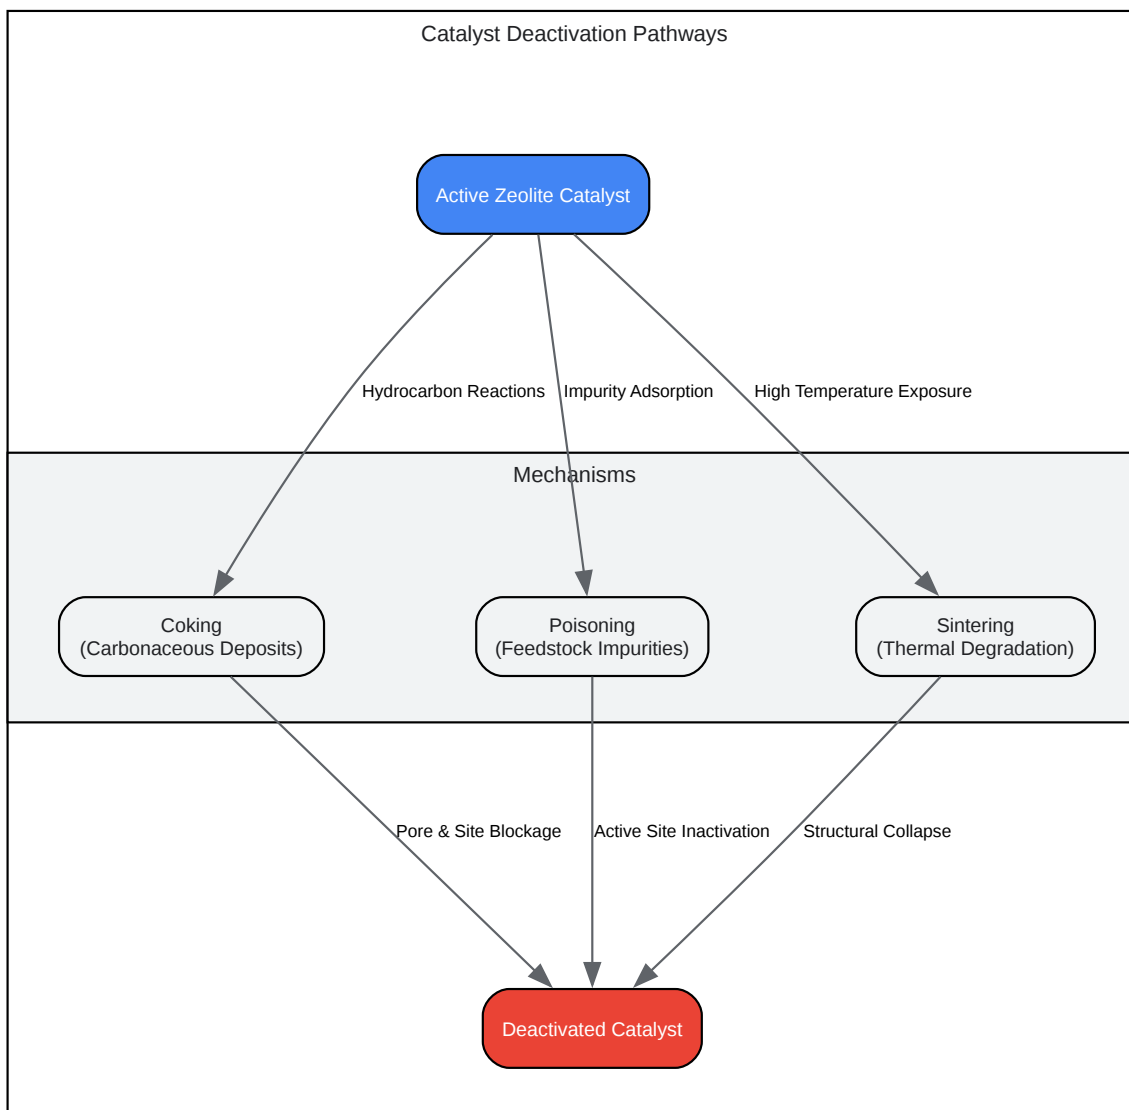 Catalyst Deactivation Pathways
Active Zeolite Catalyst
Hydrocarbon Reactions
Impurity Adsorption
High Temperature Exposure
Mechanisms
Coking
(Carbonaceous Deposits)
Poisoning
(Feedstock Impurities)
Sintering
(Thermal Degradation)
Pore & Site Blockage
Active Site Inactivation
Structural Collapse
Deactivated Catalyst